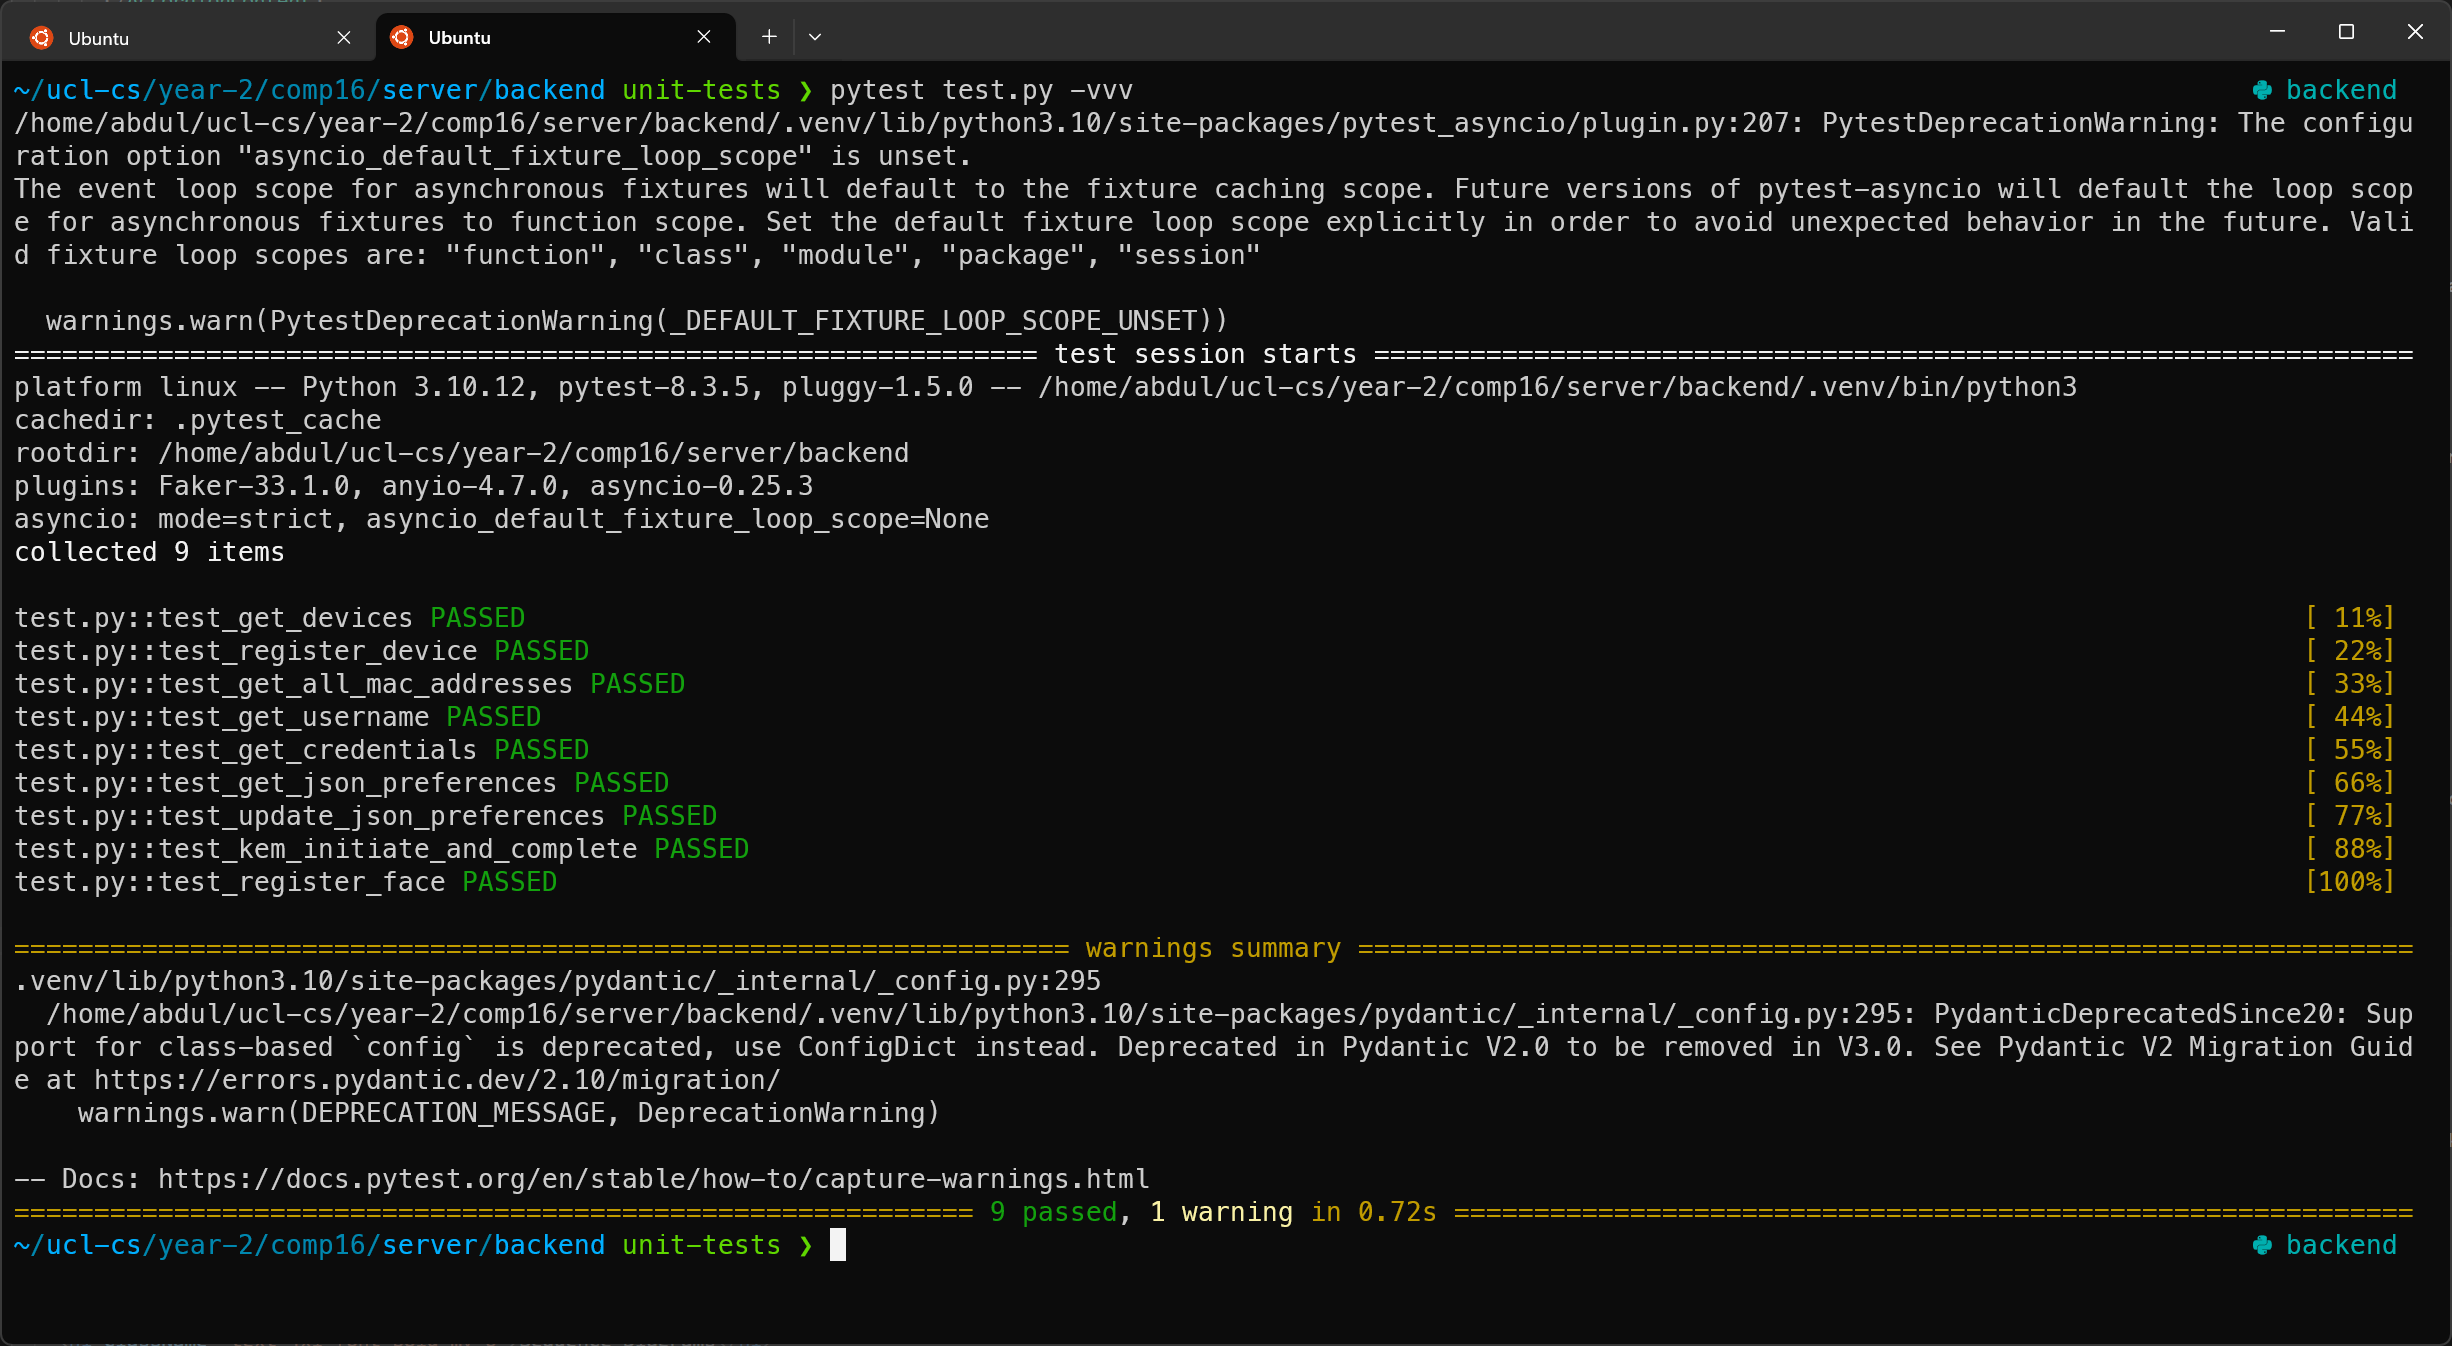 Ubuntu
Ubuntu
~/ucl-cs/year-2/comp16/server/backend unit-tests ❯ pytest test.py -vvv backend
/home/abdul/ucl-cs/year-2/comp16/server/backend/.venv/lib/python3.10/site-packages/pytest_asyncio/plugin.py:207: PytestDeprecationWarning: The configu
ration option "asyncio_default_fixture_loop_scope" is unset.
The event loop scope for asynchronous fixtures will default to the fixture caching scope. Future versions of pytest-asyncio will default the loop scop
e for asynchronous fixtures to function scope. Set the default fixture loop scope explicitly in order to avoid unexpected behavior in the future. Vali
d fixture loop scopes are: "function", "class", "module", "package", "session"
  warnings.warn(PytestDeprecationWarning(_DEFAULT_FIXTURE_LOOP_SCOPE_UNSET))
================================================================ test session starts =================================================================
platform linux -- Python 3.10.12, pytest-8.3.5, pluggy-1.5.0 -- /home/abdul/ucl-cs/year-2/comp16/server/backend/.venv/bin/python3
cachedir: .pytest_cache
rootdir: /home/abdul/ucl-cs/year-2/comp16/server/backend
plugins: Faker-33.1.0, anyio-4.7.0, asyncio-0.25.3
asyncio: mode=strict, asyncio_default_fixture_loop_scope=None
collected 9 items
test.py::test_get_devices PASSED [ 11%]
test.py::test_register_device PASSED [ 22%]
test.py::test_get_all_mac_addresses PASSED [ 33%]
test.py::test_get_username PASSED [ 44%]
test.py::test_get_credentials PASSED [ 55%]
test.py::test_get_json_preferences PASSED [ 66%]
test.py::test_update_json_preferences PASSED [ 77%]
test.py::test_kem_initiate_and_complete PASSED [ 88%]
test.py::test_register_face PASSED [100%]
================================================================== warnings summary ==================================================================
.venv/lib/python3.10/site-packages/pydantic/_internal/_config.py:295
  /home/abdul/ucl-cs/year-2/comp16/server/backend/.venv/lib/python3.10/site-packages/pydantic/_internal/_config.py:295: PydanticDeprecatedSince20: Sup
port for class-based `config` is deprecated, use ConfigDict instead. Deprecated in Pydantic V2.0 to be removed in V3.0. See Pydantic V2 Migration Guid
e at https://errors.pydantic.dev/2.10/migration/
    warnings.warn(DEPRECATION_MESSAGE, DeprecationWarning)
-- Docs: https://docs.pytest.org/en/stable/how-to/capture-warnings.html
============================================================ 9 passed, 1 warning in 0.72s ============================================================
~/ucl-cs/year-2/comp16/server/backend unit-tests ❯ backend